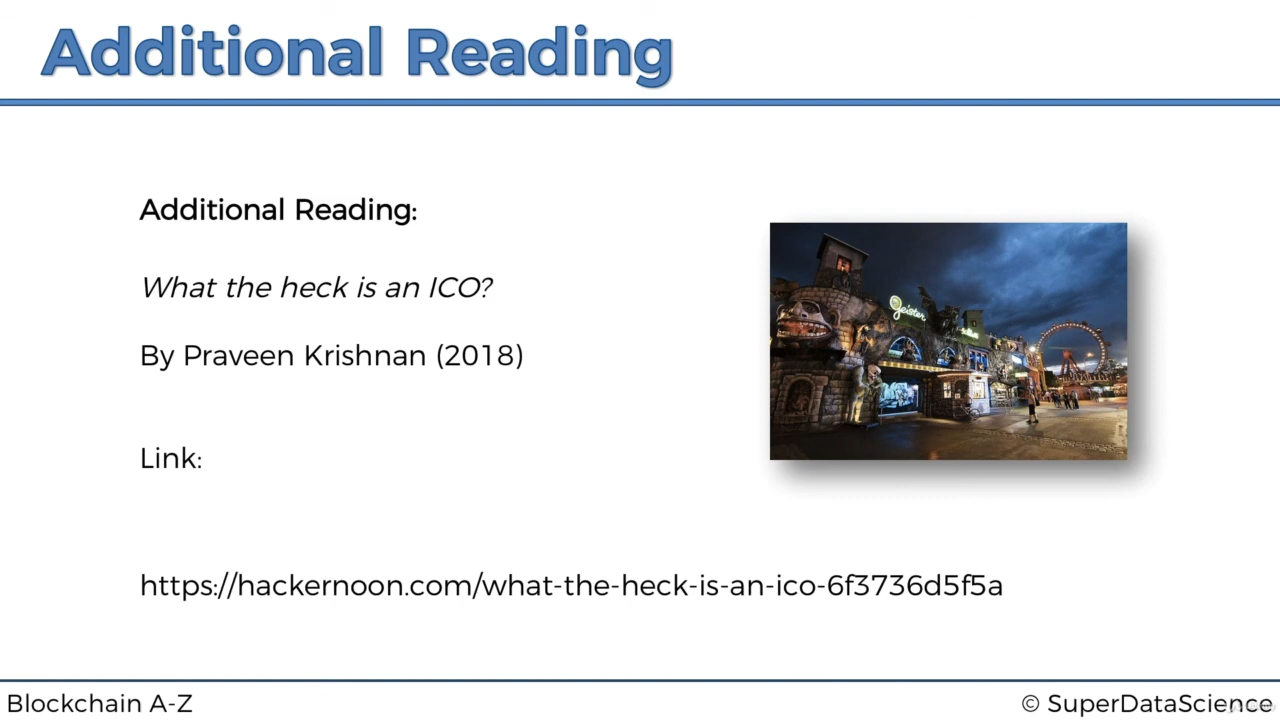 Additional Reading
Additional Reading:
What the heck is an ICO?
By Praveen Krishnan (2018)
Geister
Link:
https://hackernoon.com/what-the-heck-is-an-ico-6f3736d5f5a
Blockchain A-Z
© SuperDataScience